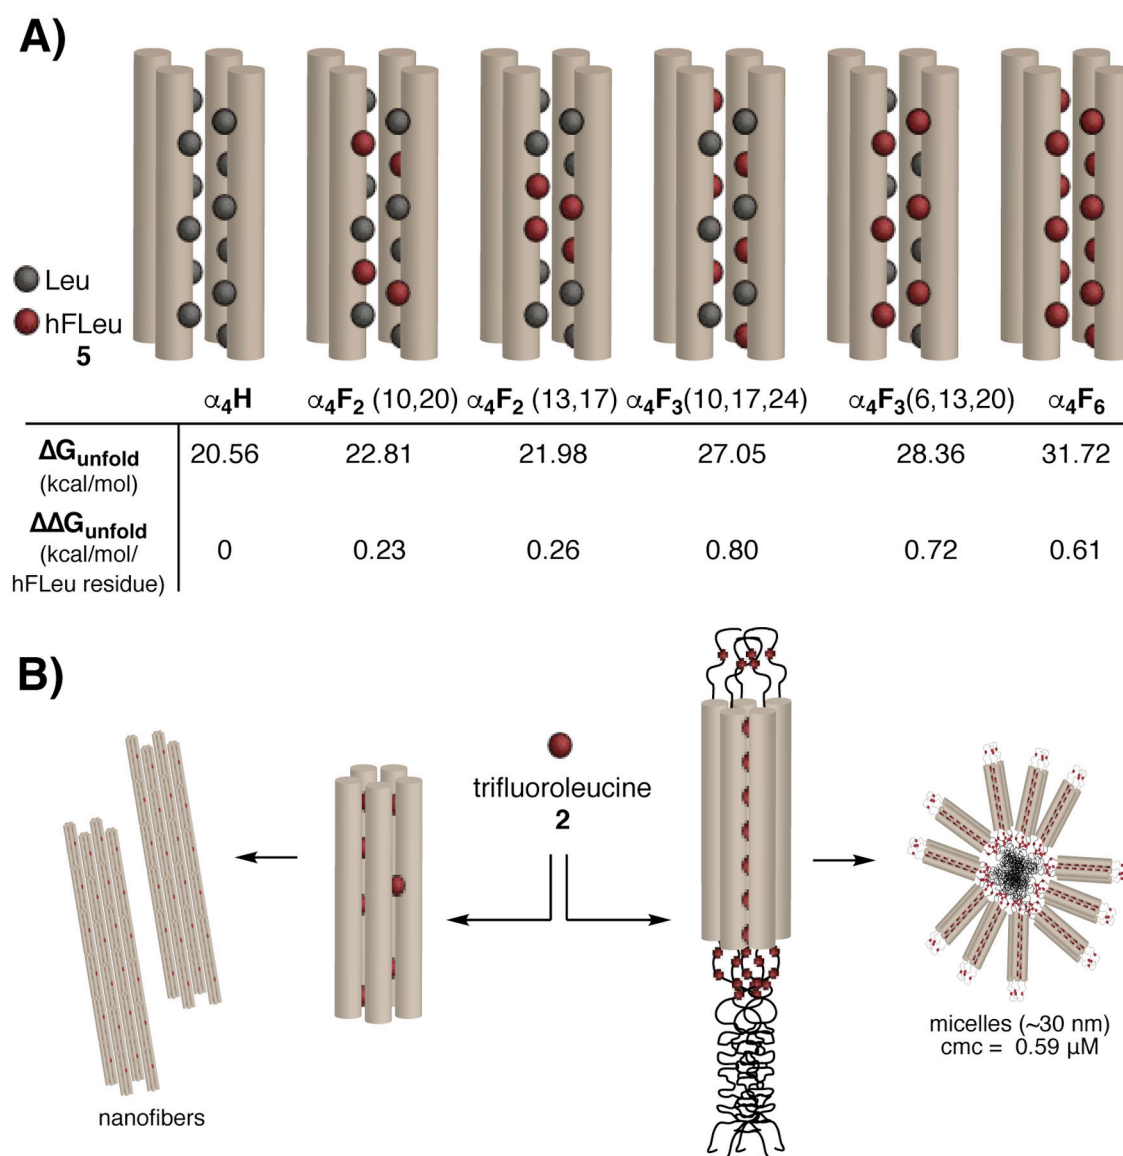 A)
Leu
hFLeu
5
α₄H α₄F₂ (10,20) α₄F₂ (13,17) α₄F₃(10,17,24) α₄F₃(6,13,20) α₄F₆
ΔGunfold
(kcal/mol)
20.56 22.81 21.98 27.05 28.36 31.72
ΔΔGunfold
(kcal/mol/
hFLeu residue)
0 0.23 0.26 0.80 0.72 0.61
B)
trifluoroleucine
2
nanofibers
micelles (~30 nm)
cmc = 0.59 μM